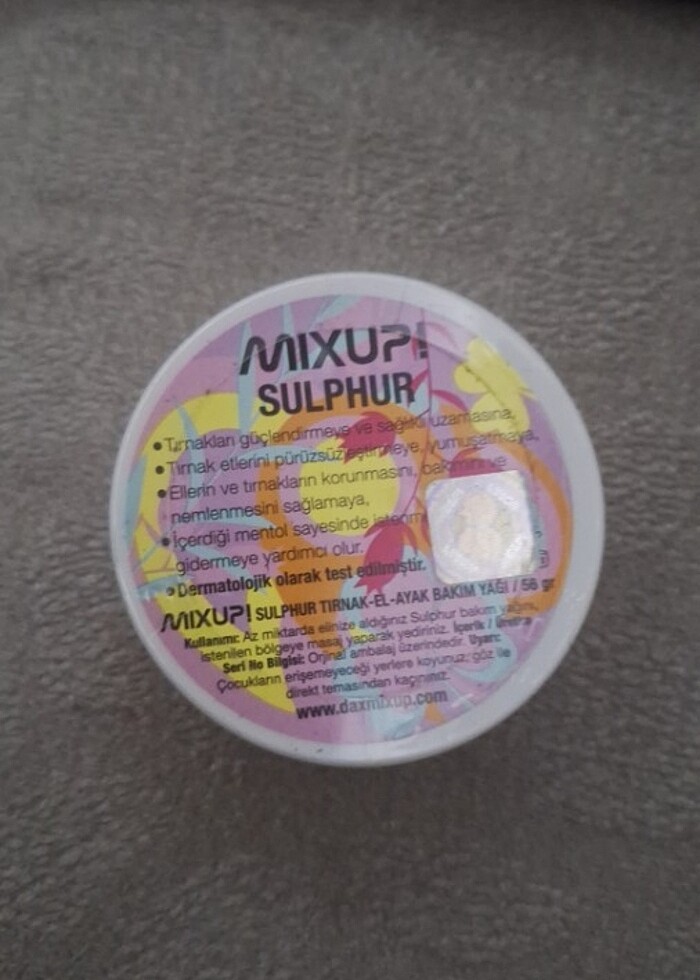 MIXUP!
SULPHUR
• Tırnakları güçlendirmeye ve sağlıklı uzamasına,
• Tırnak etlerini pürüzsüzleştirmeye, yumuşatmaya,
• Ellerin ve tırnakların korunmasını, bakımını ve
nemlenmesini sağlamaya,
• İçerdiği mentol sayesinde
gidermeye yardımcı olur.
• Dermatolojik olarak test edilmiştir.
MIXUP! SULPHUR TIRNAK-EL-AYAK BAKIM YAĞI / 56 gr.
Kullanımı: Az miktarda elinize aldığınız Sulphur bakım yağını,
istenilen bölgeye masaj yaparak yediriniz. İçerik / Üretim
Seri No Bilgisi: Orjinal ambalaj üzerindedir. Uyarı:
Çocukların erişemeyeceği yerlere koyunuz, göz ile
direkt temasından kaçınınız.
www.daxmixup.com